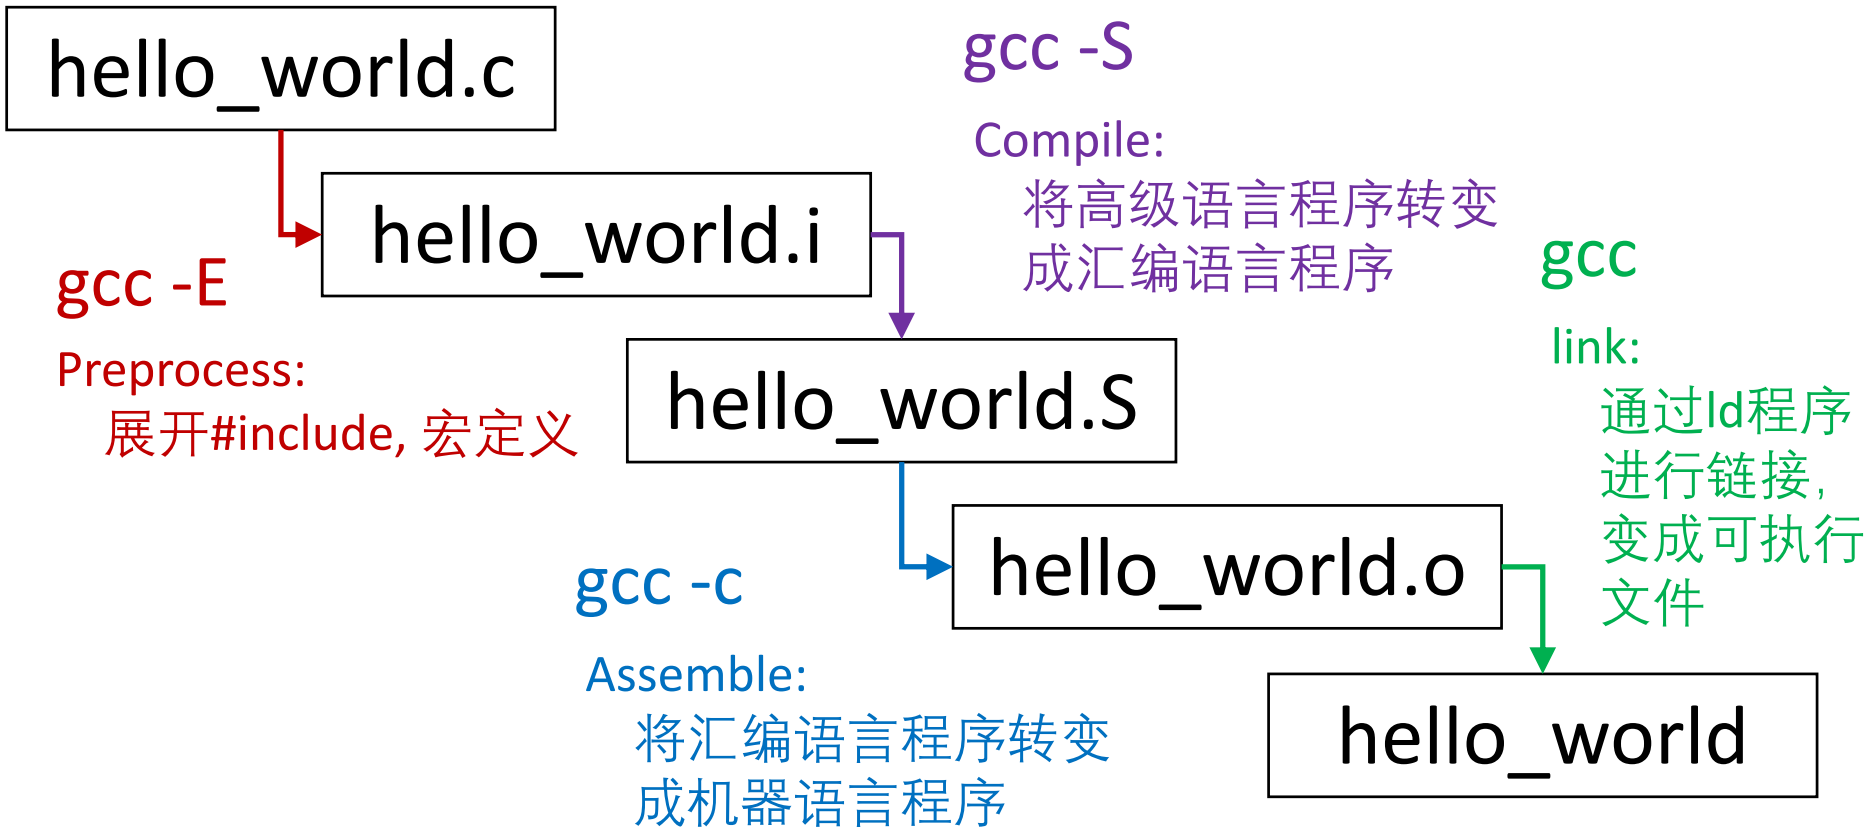 hello_world.c
gcc -E
Preprocess:
展开#include, 宏定义
hello_world.i
gcc -S
Compile:
将高级语言程序转变
成汇编语言程序
hello_world.S
gcc -c
Assemble:
将汇编语言程序转变
成机器语言程序
hello_world.o
gcc
link:
通过ld程序
进行链接,
变成可执行
文件
hello_world